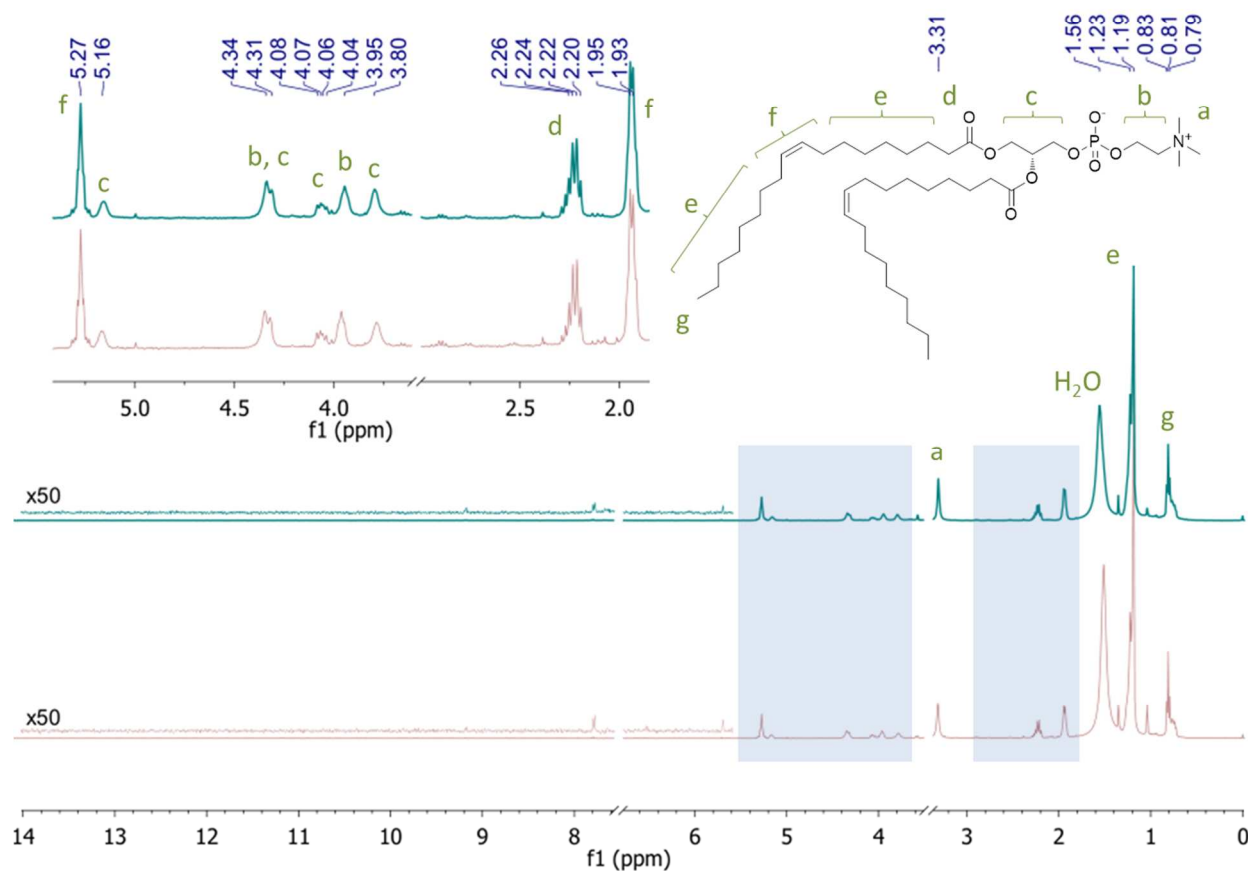 5.27
5.16
4.34
4.31
4.08
4.07
4.06
4.04
3.95
3.80
2.26
2.24
2.22
2.20
1.95
1.93
3.31
1.56
1.23
1.19
0.83
0.81
0.79
f
c
b, c
c
b
c
d
f
f
e
d
c
b
a
O
O⁻
O
O
P
O
O
N⁺
O
O
e
g
5.0 4.5 4.0 2.5 2.0
f1 (ppm)
e
H₂O
g
a
x50
x50
14 13 12 11 10 9 8 6 5 4 3 2 1 0
f1 (ppm)